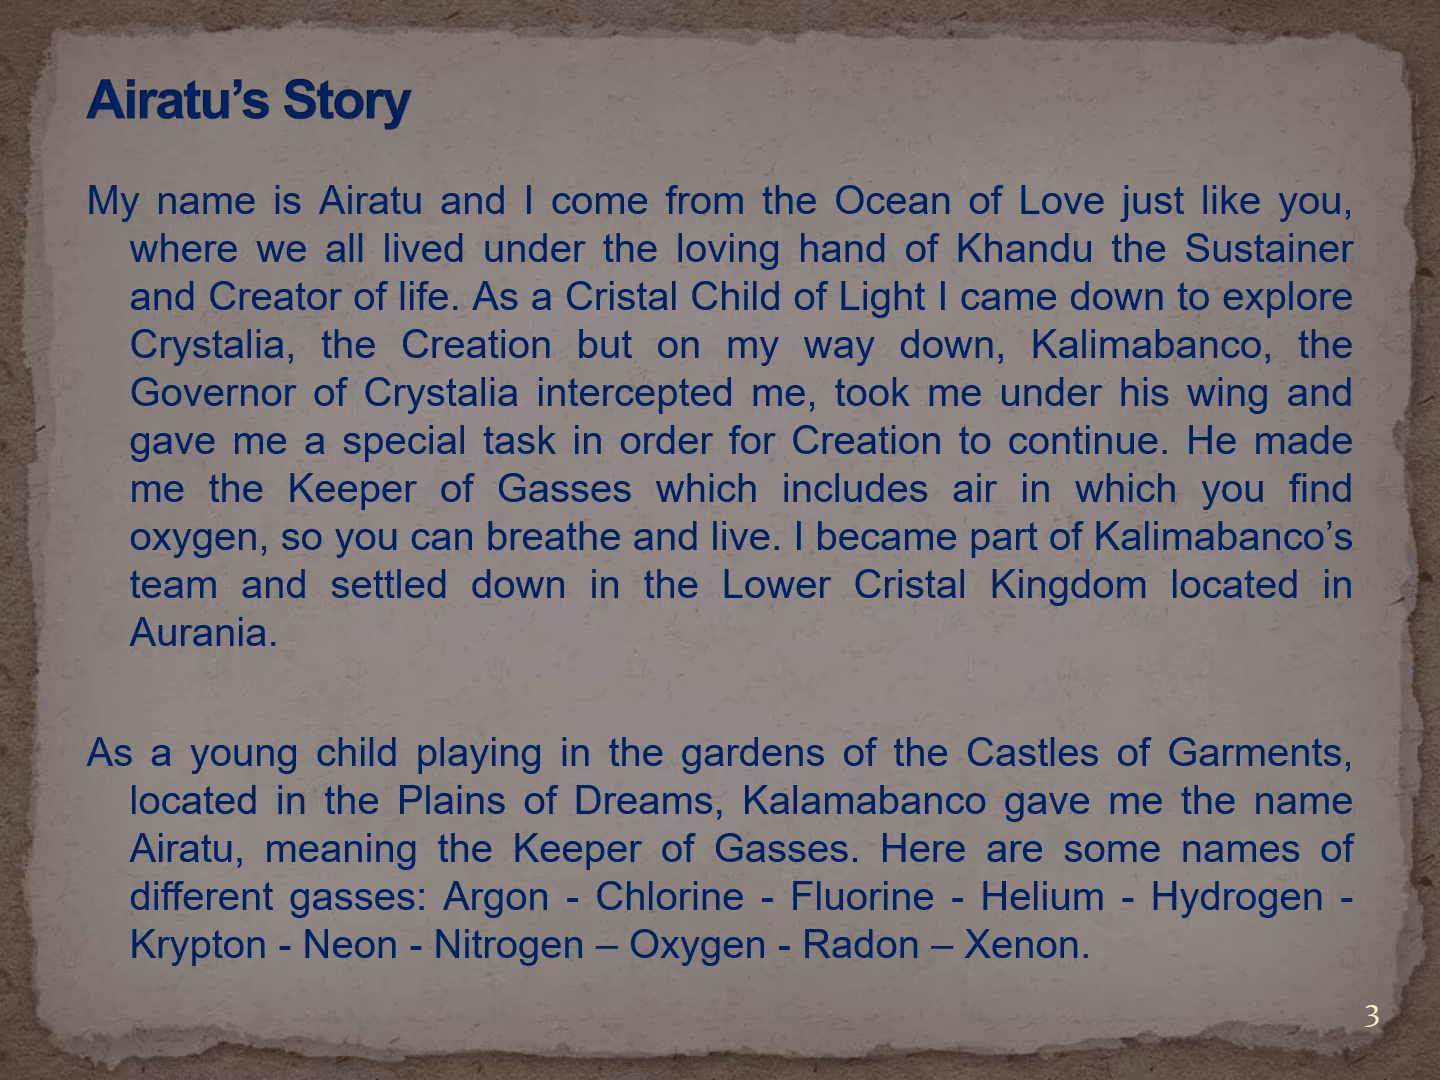 Airatu’s Story
My name is Airatu and I come from the Ocean of Love just like you,
where we all lived under the loving hand of Khandu the Sustainer
and Creator of life. As a Cristal Child of Light I came down to explore
Crystalia, the Creation but on my way down, Kalimabanco, the
Governor of Crystalia intercepted me, took me under his wing and
gave me a special task in order for Creation to continue. He made
me the Keeper of Gasses which includes air in which you find
oxygen, so you can breathe and live. I became part of Kalimabanco’s
team and settled down in the Lower Cristal Kingdom located in
Aurania.
As a young child playing in the gardens of the Castles of Garments,
located in the Plains of Dreams, Kalamabanco gave me the name
Airatu, meaning the Keeper of Gasses. Here are some names of
different gasses: Argon - Chlorine - Fluorine - Helium - Hydrogen -
Krypton - Neon - Nitrogen – Oxygen - Radon – Xenon.
3